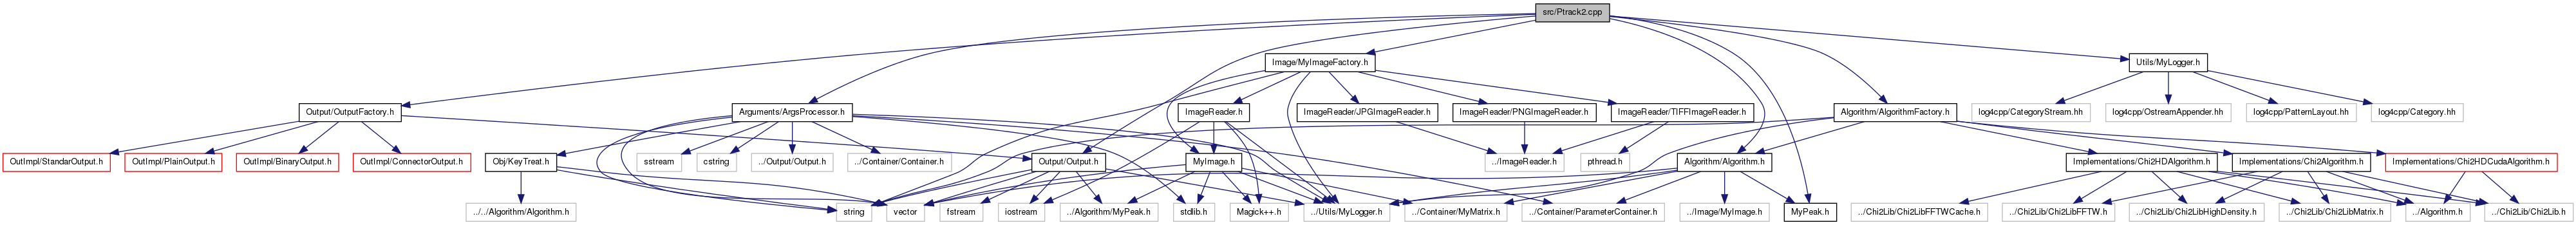 src/Ptrack2.cpp
Image/MyImageFactory.h
Utils/MyLogger.h
Output/OutputFactory.h
Arguments/ArgsProcessor.h
ImageReader.h
ImageReader/JPGImageReader.h
ImageReader/PNGImageReader.h
ImageReader/TIFFImageReader.h
Algorithm/AlgorithmFactory.h
log4cpp/CategoryStream.hh
log4cpp/OstreamAppender.hh
log4cpp/PatternLayout.hh
log4cpp/Category.hh
OutImpl/StandarOutput.h
OutImpl/PlainOutput.h
OutImpl/BinaryOutput.h
OutImpl/ConnectorOutput.h
Obj/KeyTreat.h
sstream
cstring
../Output/Output.h
../Container/Container.h
Output/Output.h
MyImage.h
../ImageReader.h
pthread.h
Algorithm/Algorithm.h
Implementations/Chi2HDAlgorithm.h
Implementations/Chi2Algorithm.h
Implementations/Chi2HDCudaAlgorithm.h
../../Algorithm/Algorithm.h
string
vector
fstream
iostream
../Algorithm/MyPeak.h
stdlib.h
Magick++.h
../Utils/MyLogger.h
../Container/MyMatrix.h
../Container/ParameterContainer.h
../Image/MyImage.h
MyPeak.h
../Chi2Lib/Chi2LibFFTWCache.h
../Chi2Lib/Chi2LibFFTW.h
../Chi2Lib/Chi2LibHighDensity.h
../Chi2Lib/Chi2LibMatrix.h
../Algorithm.h
../Chi2Lib/Chi2Lib.h